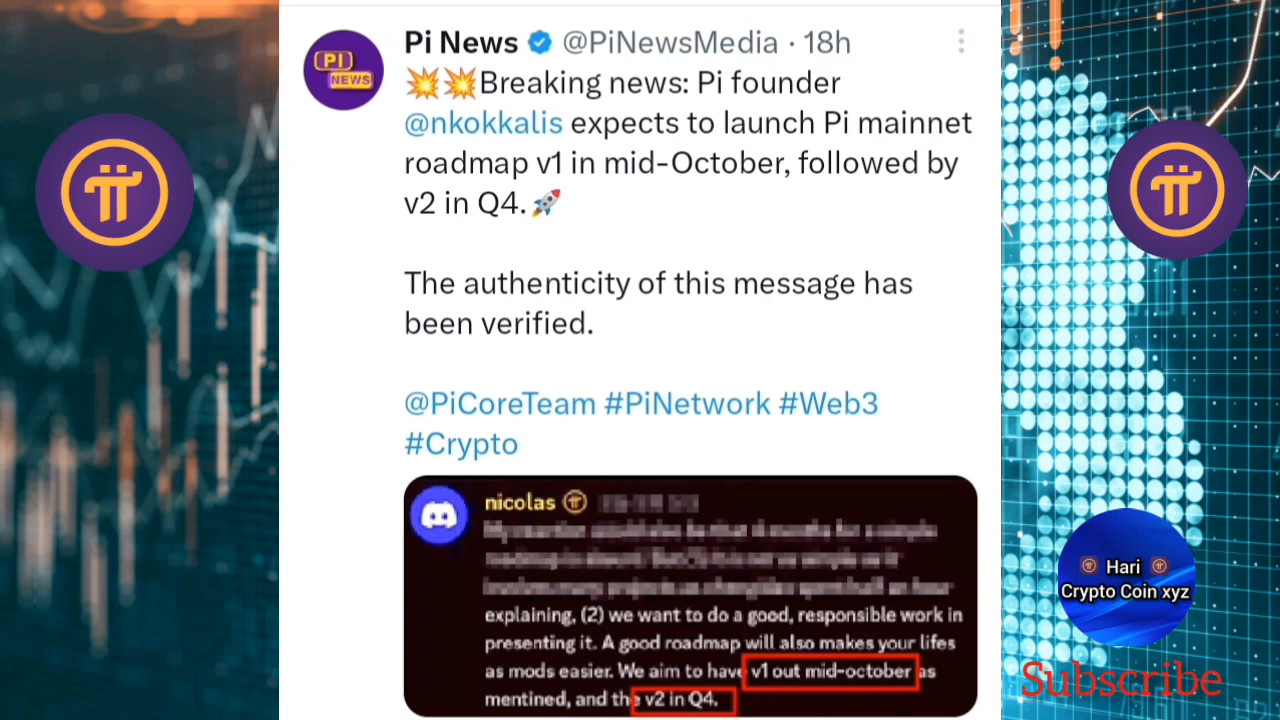 PI
NEWS
Pi News @PiNewsMedia · 18h
💥💥Breaking news: Pi founder
@nkokkalis expects to launch Pi mainnet
roadmap v1 in mid-October, followed by
v2 in Q4.🚀
The authenticity of this message has
been verified.
@PiCoreTeam #PiNetwork #Web3
#Crypto
nicolas
explaining, (2) we want to do a good, responsible work in
presenting it. A good roadmap will also makes your lifes
as mods easier. We aim to have v1 out mid-october as
mentined, and the v2 in Q4.
Hari
Crypto Coin xyz
Subscribe